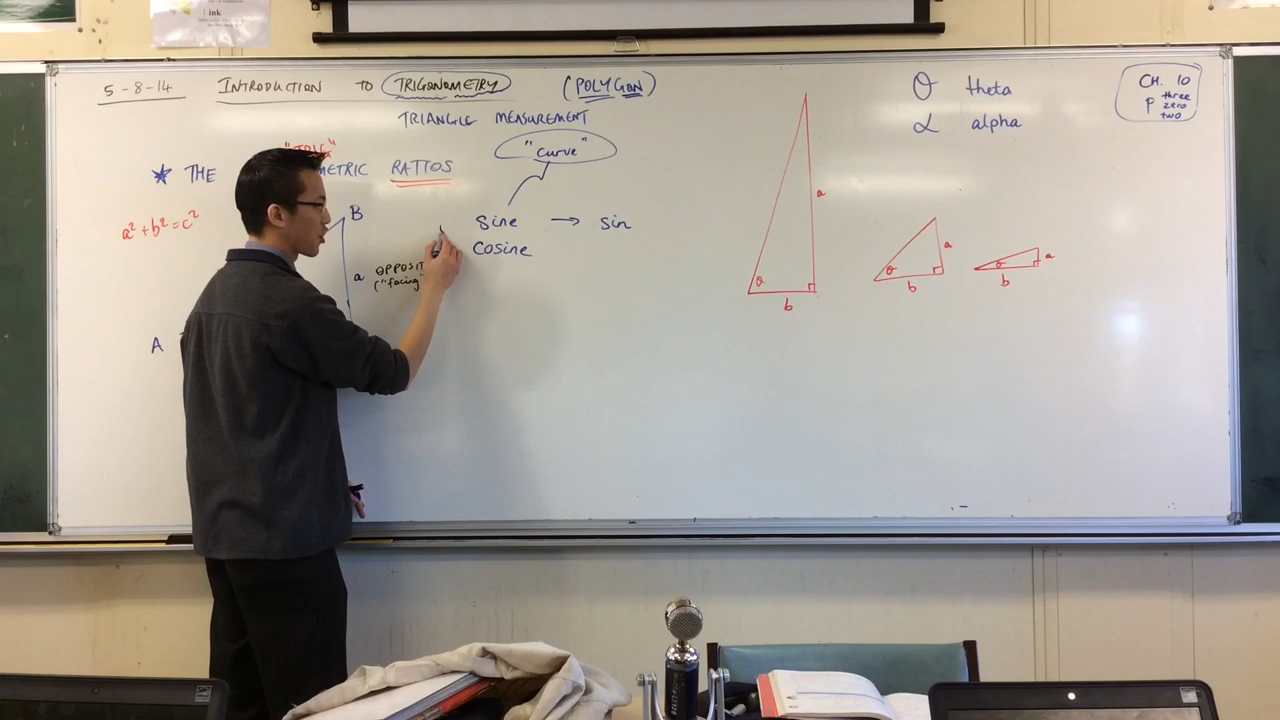 ink
5-8-14 INTRODUCTION TO TRIGONOMETRY (POLYGON)
TRIANGLE MEASUREMENT
"curve"
★ THE METRIC RATIOS
a² + b² = c²
B
a
OPPOSIT
("facing
A
Sine → sin
Cosine
θ theta
α alpha
CH. 10
P three
zero
two
a
θ
b
a
θ
b
a
θ
b